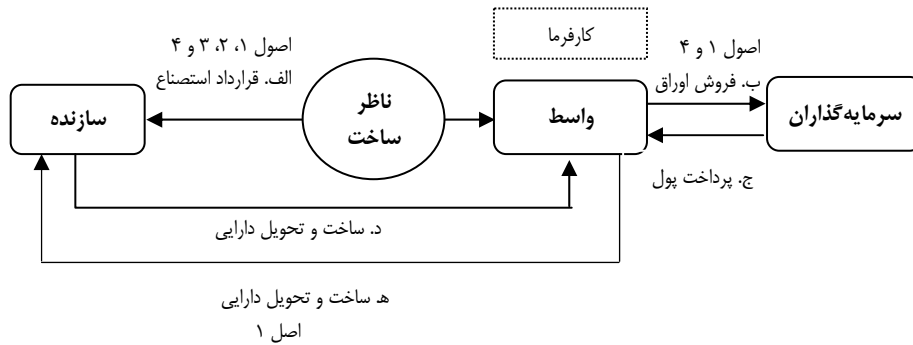 کارفرما
اصول ۱ و ۴
ب. فروش اوراق
اصول ۱، ۲، ۳ و ۴
الف. قرارداد استصناع
سرمایه‌گذاران
واسط
ناظر
ساخت
سازنده
ج. پرداخت پول
د. ساخت و تحویل دارایی
ه. ساخت و تحویل دارایی
اصل ۱